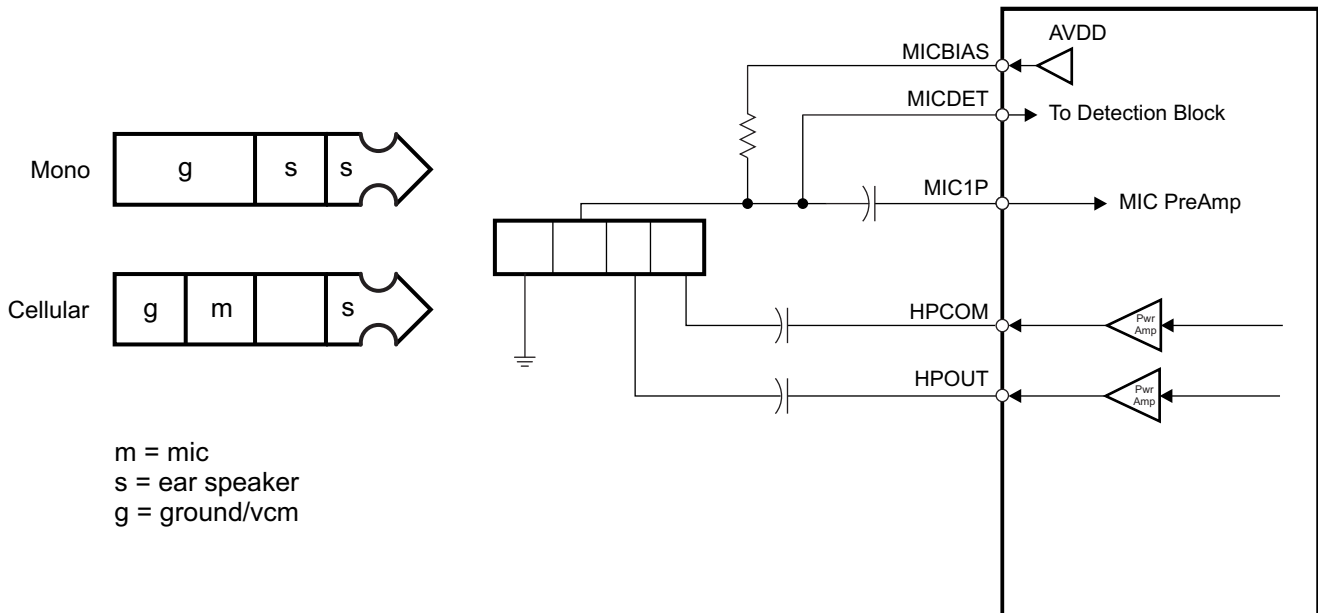 AVDD
MICBIAS
MICDET
To Detection Block
Mono
g
s
s
MIC1P
MIC PreAmp
Cellular
g
m
s
HPCOM
Pwr
Amp
HPOUT
Pwr
Amp
m = mic
s = ear speaker
g = ground/vcm